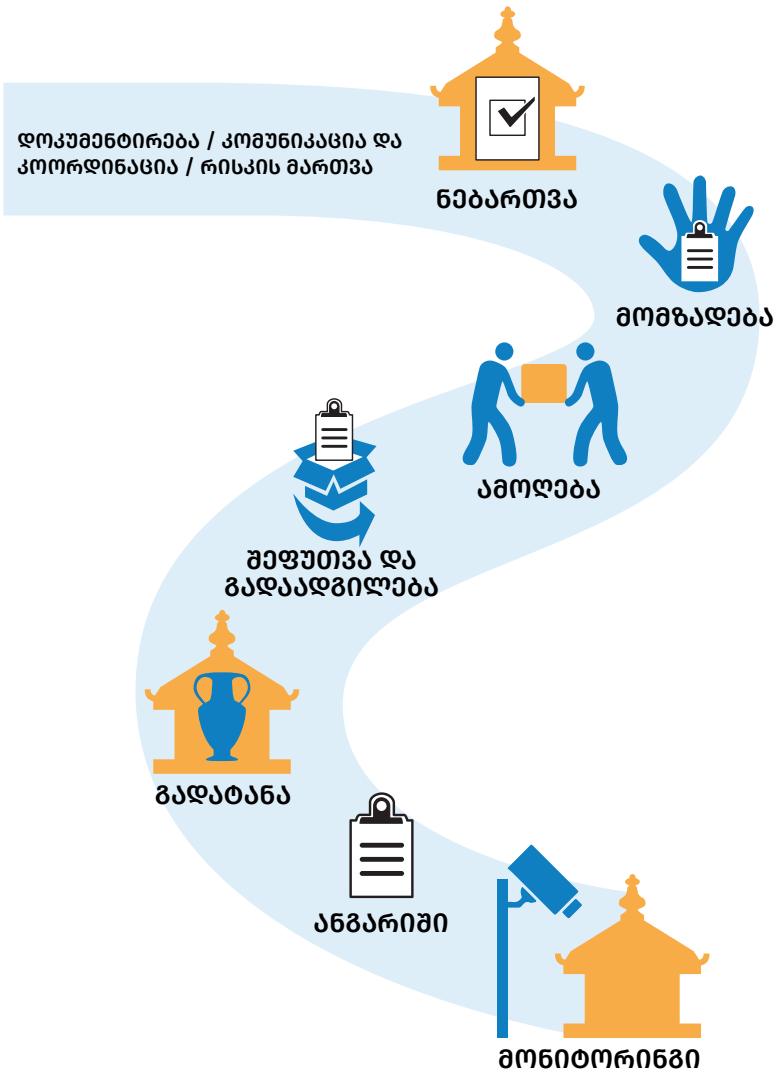 დოკუმენტირება / კომუნიკაცია და
კოორდინაცია / რისკის მართვა
ნებართვა
მომზადება
ამოღება
შეფუთვა და
გადაადგილება
გადატანა
ანგარიში
მონიტორინგი